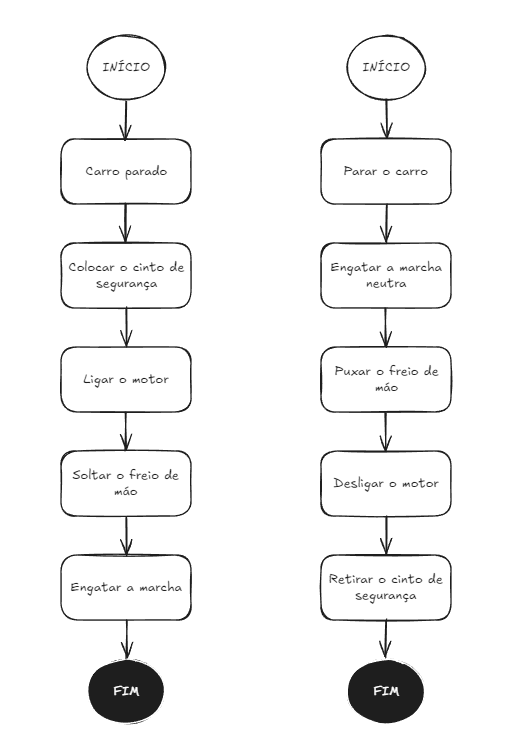 INÍCIO
Carro parado
Colocar o cinto de
segurança
Ligar o motor
Soltar o freio de
mão
Engatar a marcha
FIM
INÍCIO
Parar o carro
Engatar a marcha
neutra
Puxar o freio de
mão
Desligar o motor
Retirar o cinto de
segurança
FIM